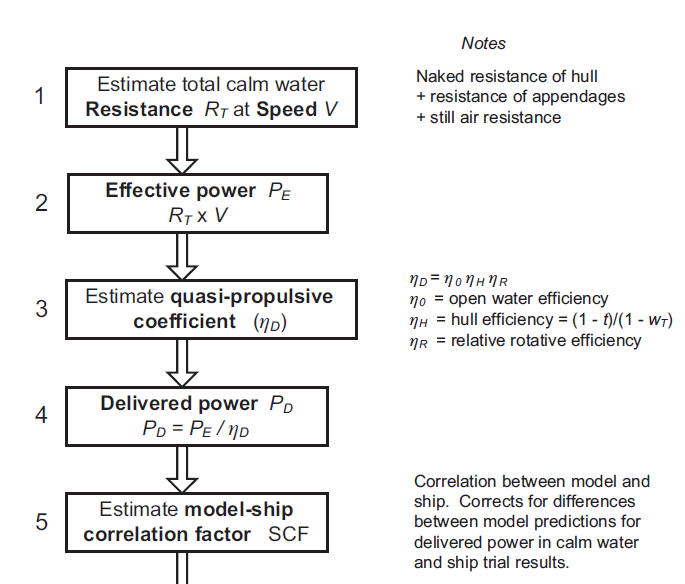 Notes
1
Estimate total calm water
Resistance R_T at Speed V
Naked resistance of hull
+ resistance of appendages
+ still air resistance
2
Effective power P_E
R_T x V
3
Estimate quasi-propulsive
coefficient (η_D)
η_D = η_0 η_H η_R
η_0 = open water efficiency
η_H = hull efficiency = (1 - t)/(1 - w_T)
η_R = relative rotative efficiency
4
Delivered power P_D
P_D = P_E / η_D
5
Estimate model-ship
correlation factor SCF
Correlation between model and
ship. Corrects for differences
between model predictions for
delivered power in calm water
and ship trial results.